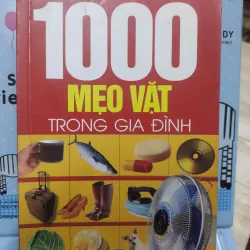 1000
MẸO VẶT
TRONG GIA ĐÌNH